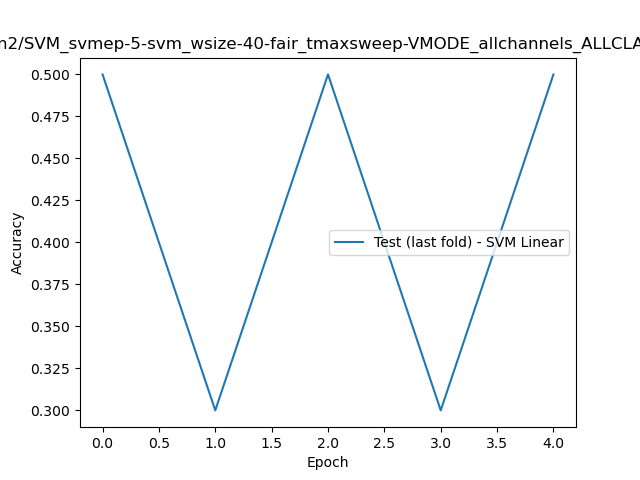 n2/SVM_svmep-5-svm_wsize-40-fair_tmaxsweep-VMODE_allchannels_ALLCLA
0.500
0.475
0.450
0.425
0.400
0.375
0.350
0.325
0.300
Accuracy
Test (last fold) - SVM Linear
0.0 0.5 1.0 1.5 2.0 2.5 3.0 3.5 4.0
Epoch